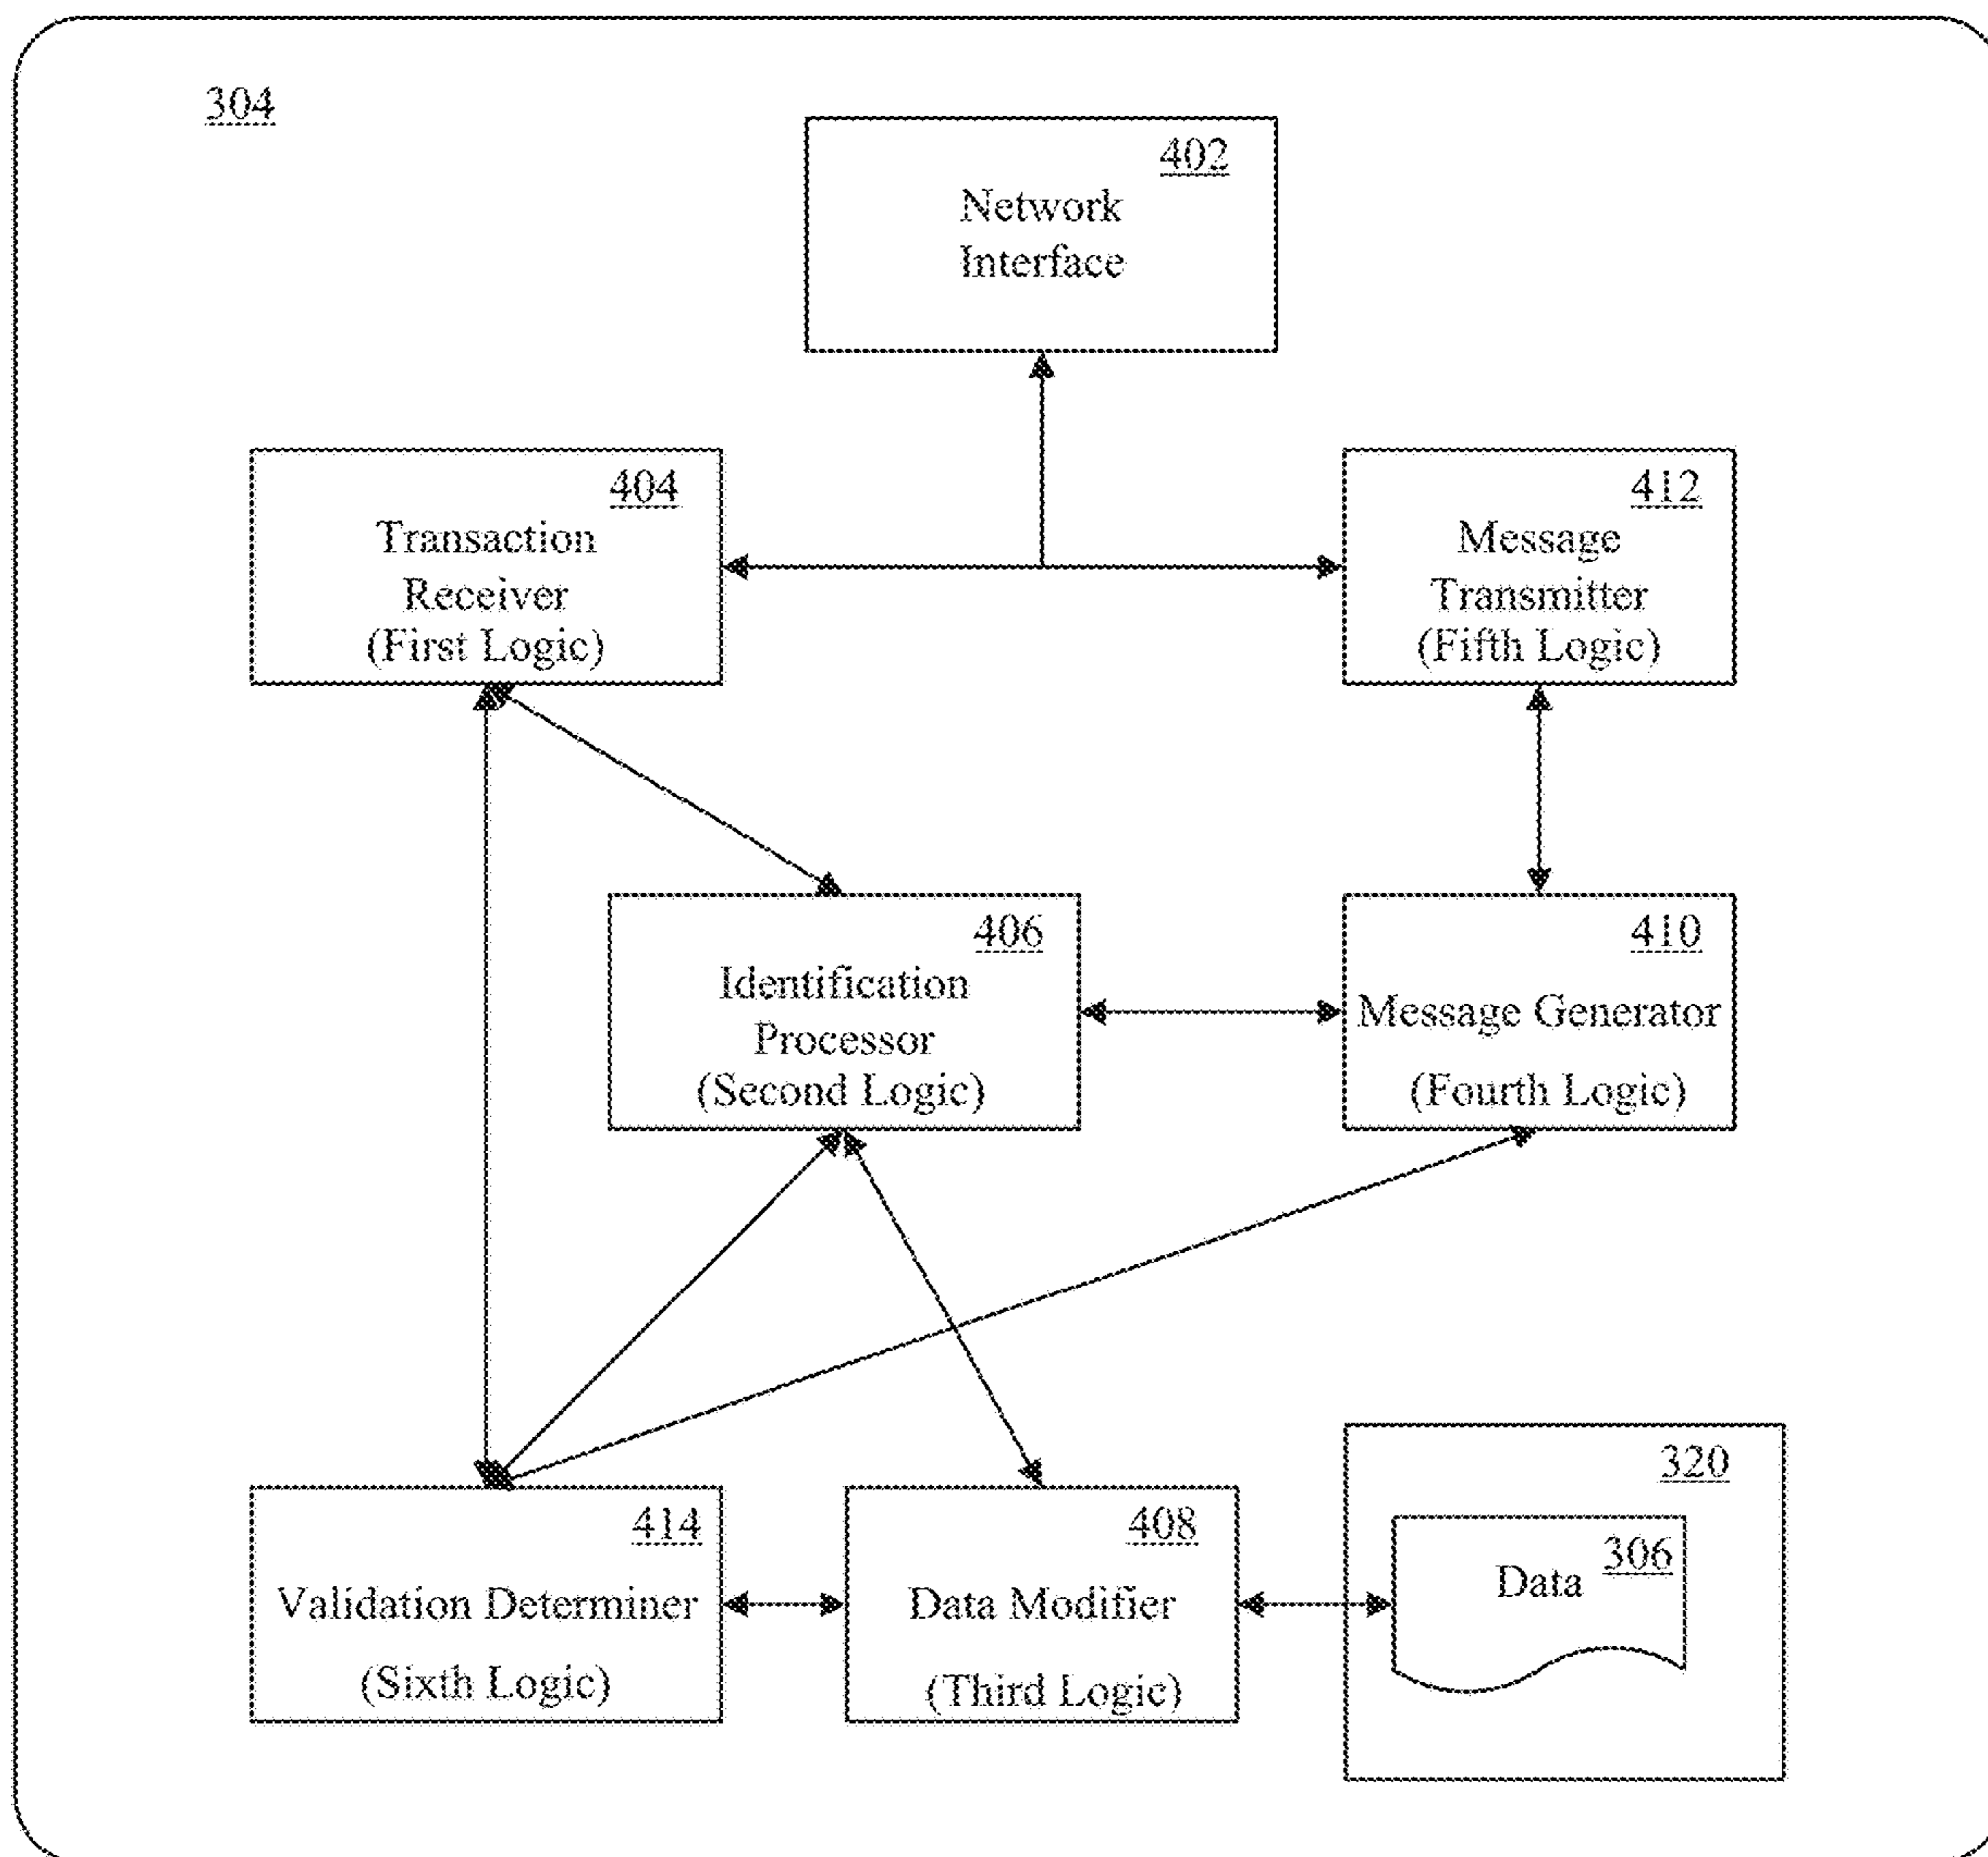 304
402
Network
Interface
404
Transaction
Receiver
(First Logic)
412
Message
Transmitter
(Fifth Logic)
406
Identification
Processor
(Second Logic)
410
Message Generator
(Fourth Logic)
414
Validation Determiner
(Sixth Logic)
408
Data Modifier
(Third Logic)
320
306
Data